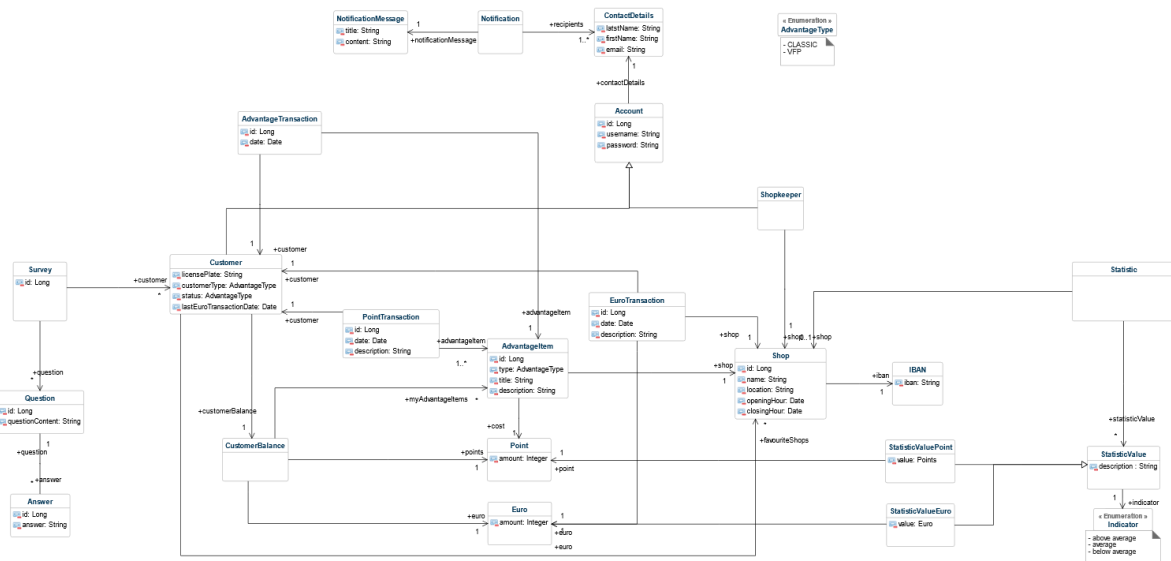 NotificationMessage
title: String
content: String
1
+notificationMessage
Notification
+recipients
1..*
ContactDetails
latstName: String
firstName: String
email: String
« Enumeration »
AdvantageType
- CLASSIC
- VFP
1
+contactDetails
Account
id: Long
username: String
password: String
AdvantageTransaction
id: Long
date: Date
Shopkeeper
1
+customer
Survey
id: Long
+customer
*
Customer
licensePlate: String
customerType: AdvantageType
status: AdvantageType
lastEuroTransactionDate: Date
1
+customer
1
+customer
PointTransaction
id: Long
date: Date
description: String
+advantageItem
1..*
+advantageItem
1
EuroTransaction
id: Long
date: Date
description: String
+shop
1
1
+shop
0..1
+shop
Statistic
AdvantageItem
id: Long
type: AdvantageType
title: String
description: String
+shop
1
Shop
id: Long
name: String
location: String
openingHour: Date
closingHour: Date
+iban
1
IBAN
iban: String
+question
*
Question
id: Long
questionContent: String
1
+question
*
+answer
Answer
id: Long
answer: String
+customerBalance
1
CustomerBalance
+myAdvantageItems
*
+cost
1
+points
1
Point
amount: Integer
1
+point
*
+favouriteShops
StatisticValuePoint
value: Points
+statisticValue
*
StatisticValue
description : String
1
+indicator
+euro
1
Euro
amount: Integer
1
+euro
1
+euro
StatisticValueEuro
value: Euro
« Enumeration »
Indicator
- above average
- average
- below average